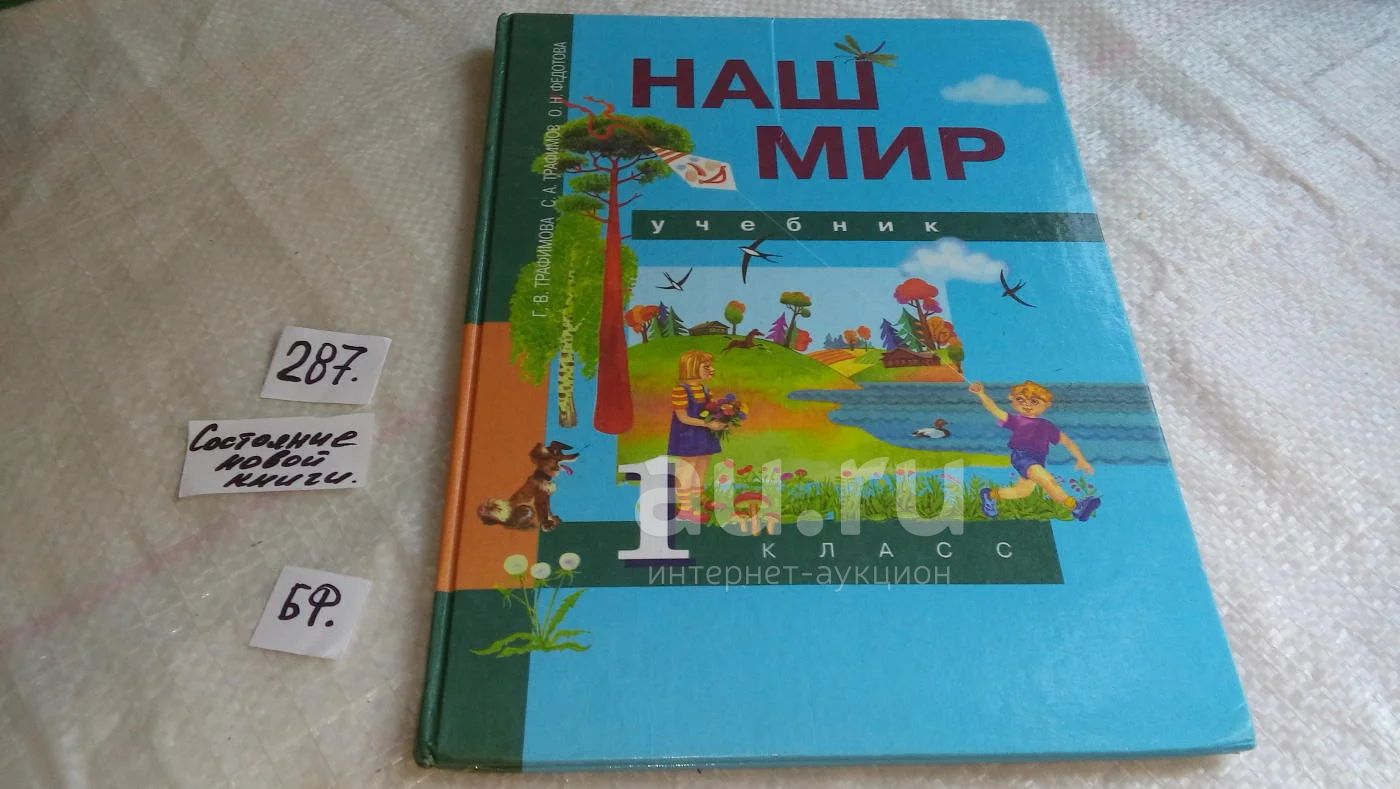 Г. В. ТРАФИМОВА С. А. ТРАФИМОВ О. Н. ФЕДОТОВА
НАШ
МИР
учебник
287.
Состояние
новой
книги.
БФ.
1
КЛАСС
au.ru
интернет-аукцион